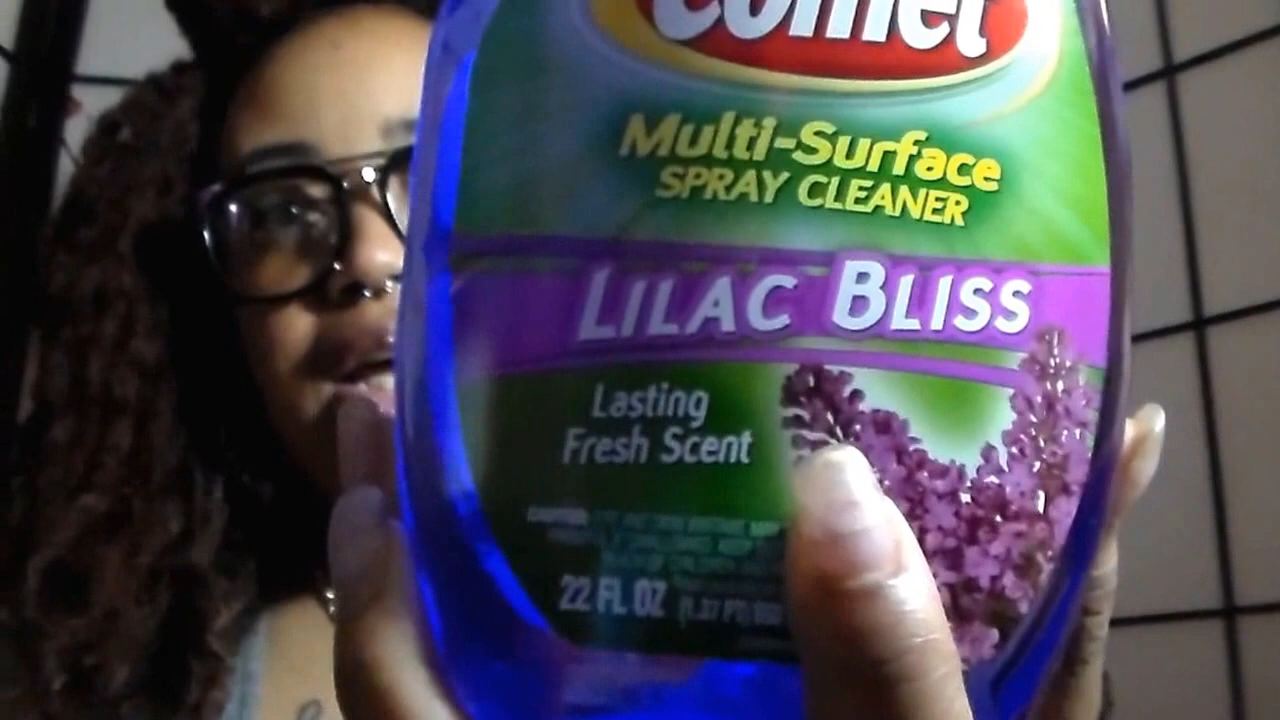 Comet
Multi-Surface
SPRAY CLEANER
LILAC BLISS
Lasting
Fresh Scent
22 FL OZ